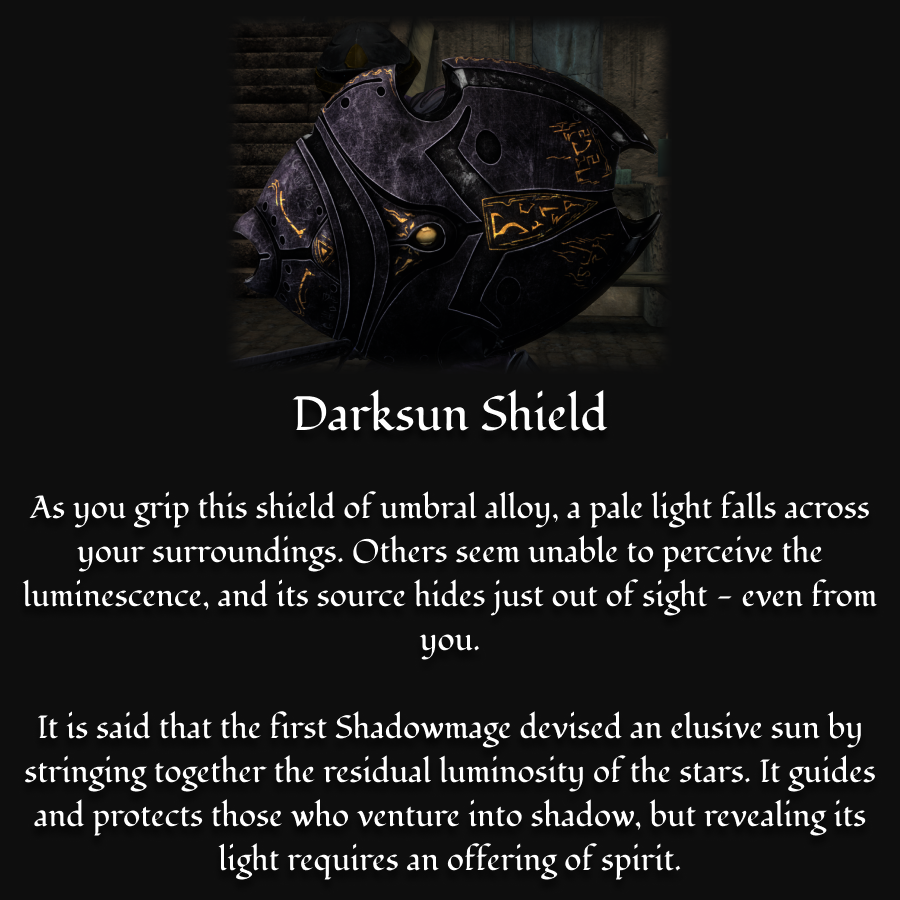 Darksun Shield
As you grip this shield of umbral alloy, a pale light falls across
your surroundings. Others seem unable to perceive the
luminescence, and its source hides just out of sight – even from
you.
It is said that the first Shadowmage devised an elusive sun by
stringing together the residual luminosity of the stars. It guides
and protects those who venture into shadow, but revealing its
light requires an offering of spirit.